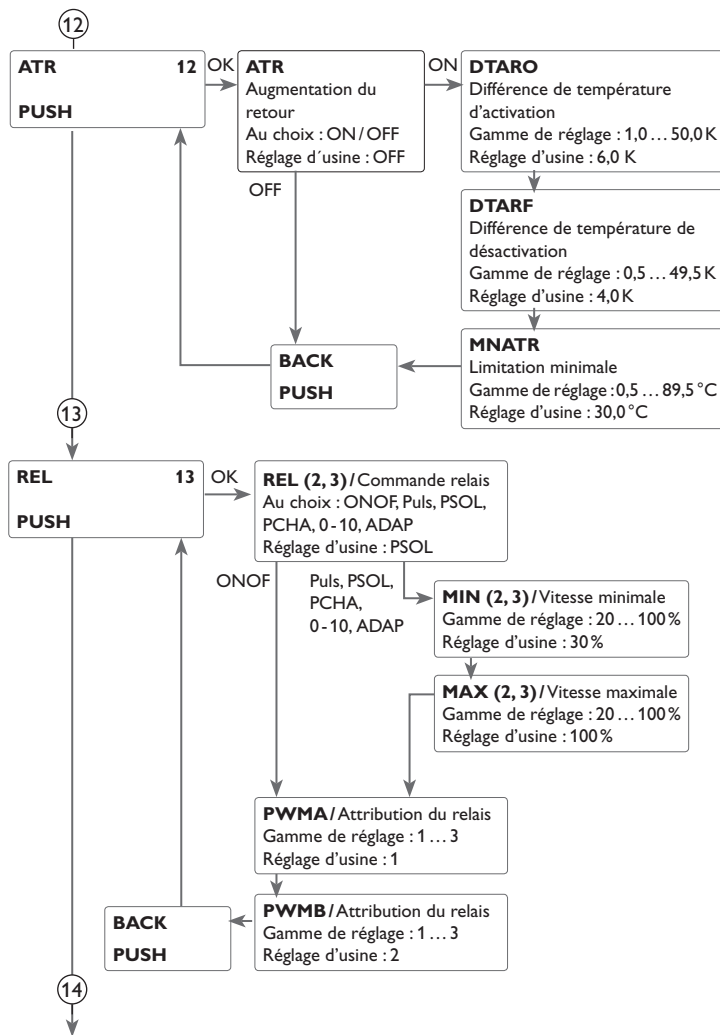 12
ATR 12
PUSH
OK
ATR
Augmentation du
retour
Au choix : ON / OFF
Réglage d´usine : OFF
ON
DTARO
Différence de température
d'activation
Gamme de réglage : 1,0 … 50,0 K
Réglage d'usine : 6,0 K
OFF
DTARF
Différence de température de
désactivation
Gamme de réglage : 0,5 … 49,5 K
Réglage d'usine : 4,0 K
MNATR
Limitation minimale
Gamme de réglage : 0,5 … 89,5 °C
Réglage d'usine : 30,0 °C
BACK
PUSH
13
REL 13
PUSH
OK
REL (2, 3) / Commande relais
Au choix : ONOF, Puls, PSOL,
PCHA, 0 - 10, ADAP
Réglage d'usine : PSOL
ONOF
Puls, PSOL,
PCHA,
0 - 10, ADAP
MIN (2, 3) / Vitesse minimale
Gamme de réglage : 20 … 100 %
Réglage d'usine : 30 %
MAX (2, 3) / Vitesse maximale
Gamme de réglage : 20 … 100 %
Réglage d'usine : 100 %
PWMA / Attribution du relais
Gamme de réglage : 1 … 3
Réglage d'usine : 1
PWMB / Attribution du relais
Gamme de réglage : 1 … 3
Réglage d'usine : 2
BACK
PUSH
14